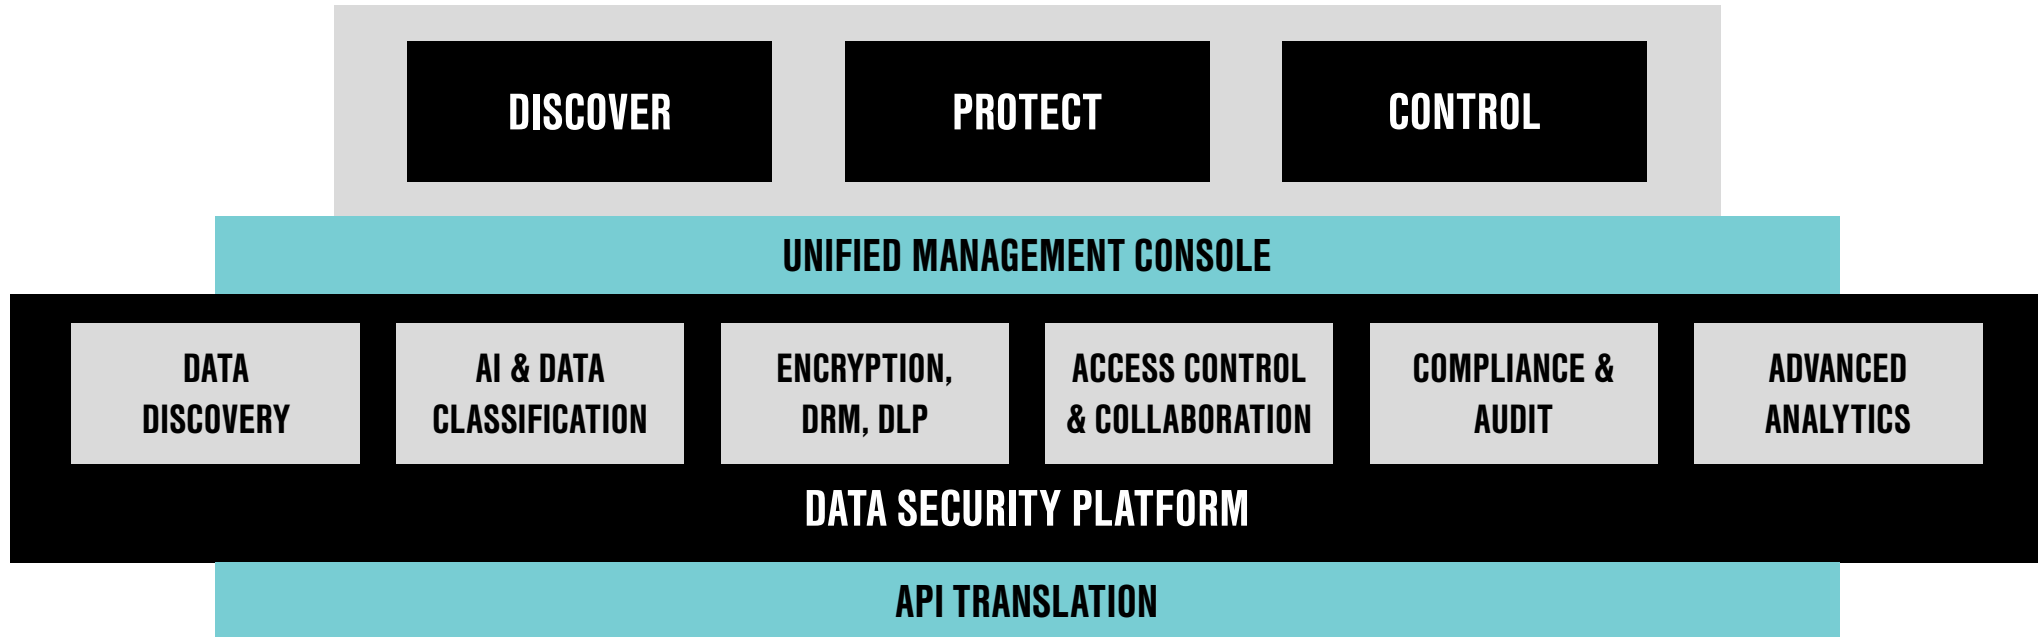 DISCOVER
PROTECT
CONTROL
UNIFIED MANAGEMENT CONSOLE
DATA
DISCOVERY
AI & DATA
CLASSIFICATION
ENCRYPTION,
DRM, DLP
ACCESS CONTROL
& COLLABORATION
COMPLIANCE &
AUDIT
ADVANCED
ANALYTICS
DATA SECURITY PLATFORM
API TRANSLATION